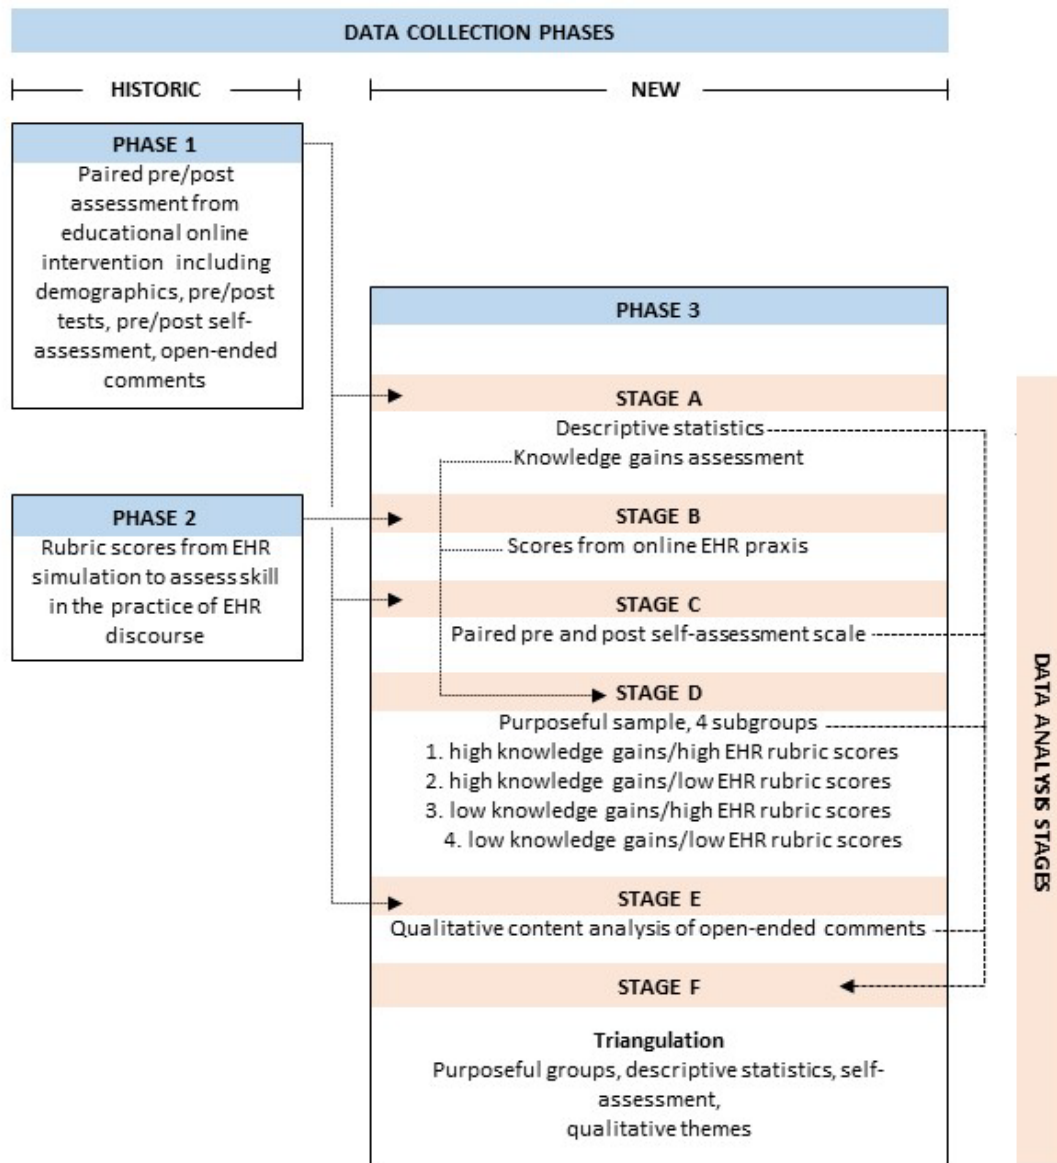 DATA COLLECTION PHASES
HISTORIC
NEW
PHASE 1
Paired pre/post
assessment from
educational online
intervention including
demographics, pre/post
tests, pre/post self-
assessment, open-ended
comments
PHASE 2
Rubric scores from EHR
simulation to assess skill
in the practice of EHR
discourse
PHASE 3
STAGE A
Descriptive statistics
Knowledge gains assessment
STAGE B
Scores from online EHR praxis
STAGE C
Paired pre and post self-assessment scale
STAGE D
Purposeful sample, 4 subgroups
1. high knowledge gains/high EHR rubric scores
2. high knowledge gains/low EHR rubric scores
3. low knowledge gains/high EHR rubric scores
4. low knowledge gains/low EHR rubric scores
STAGE E
Qualitative content analysis of open-ended comments
STAGE F
Triangulation
Purposeful groups, descriptive statistics, self-
assessment,
qualitative themes
DATA ANALYSIS STAGES